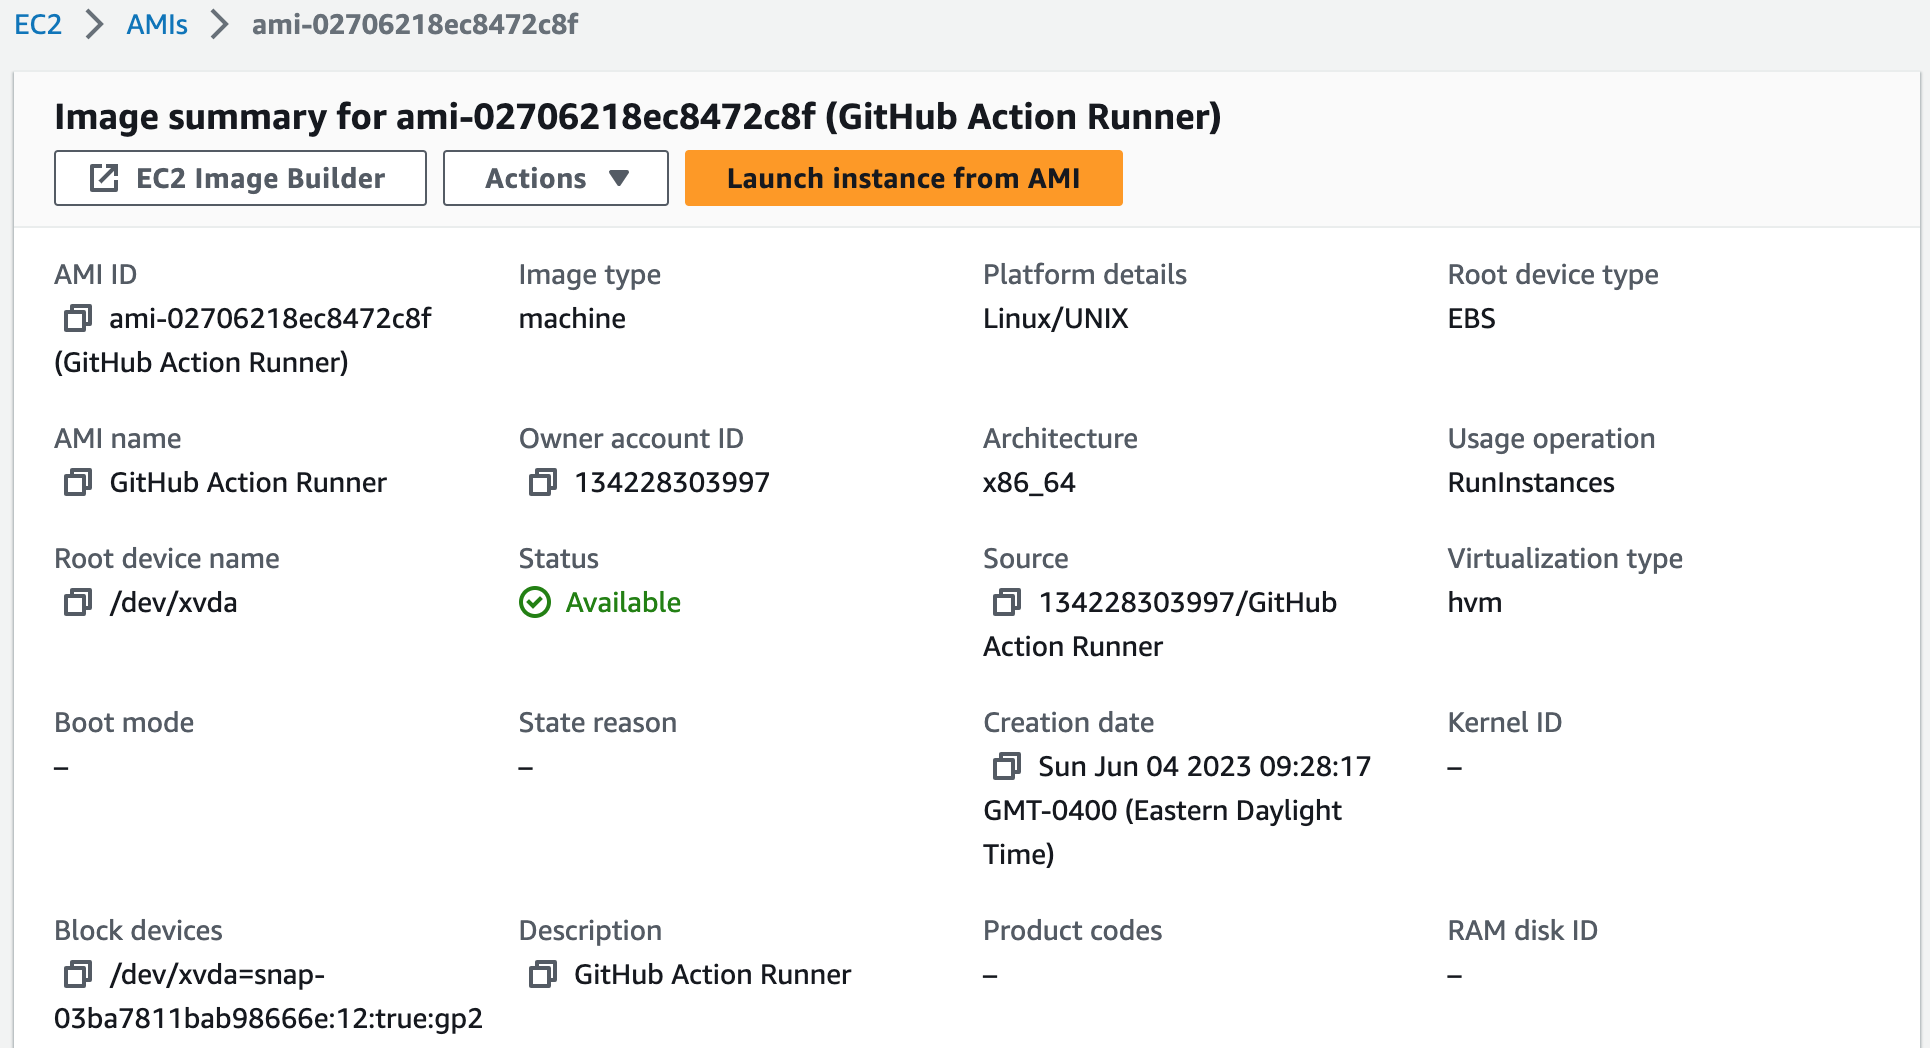 EC2 AMIs ami-02706218ec8472c8f
Image summary for ami-02706218ec8472c8f (GitHub Action Runner)
EC2 Image Builder Actions Launch instance from AMI
AMI ID
ami-02706218ec8472c8f
(GitHub Action Runner)
Image type
machine
Platform details
Linux/UNIX
Root device type
EBS
AMI name
GitHub Action Runner
Owner account ID
134228303997
Architecture
x86_64
Usage operation
RunInstances
Root device name
/dev/xvda
Status
Available
Source
134228303997/GitHub
Action Runner
Virtualization type
hvm
Boot mode
–
State reason
–
Creation date
Sun Jun 04 2023 09:28:17
GMT-0400 (Eastern Daylight
Time)
Kernel ID
–
Block devices
/dev/xvda=snap-
03ba7811bab98666e:12:true:gp2
Description
GitHub Action Runner
Product codes
–
RAM disk ID
–